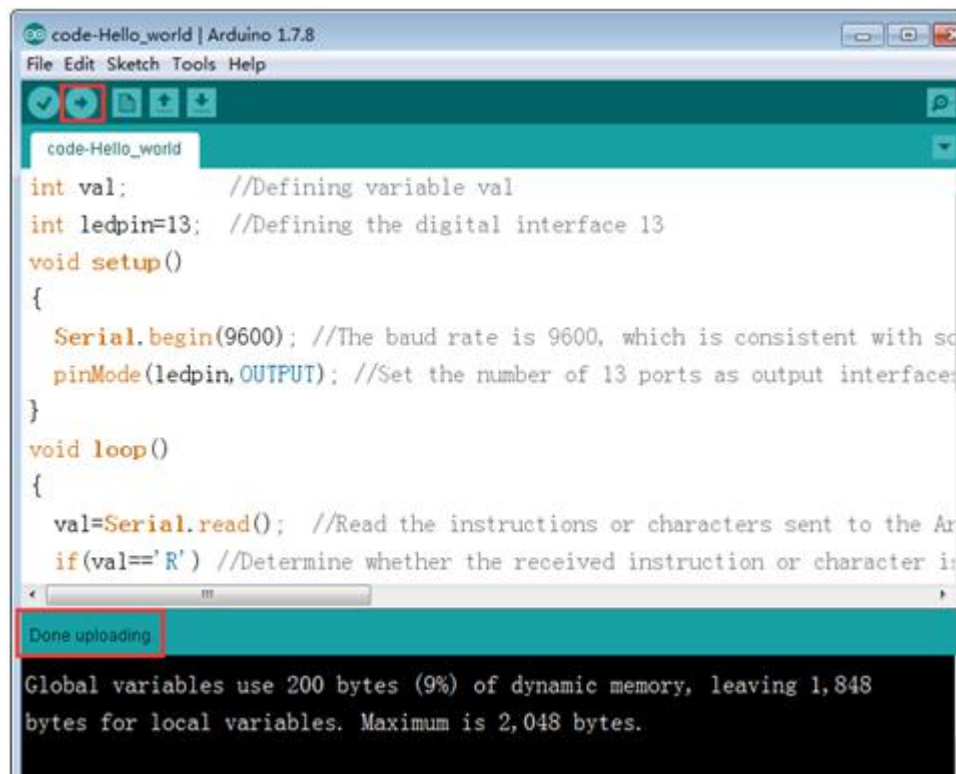 code-Hello_world | Arduino 1.7.8
File Edit Sketch Tools Help
code-Hello_world
int val;          //Defining variable val
int ledpin=13;  //Defining the digital interface 13
void setup()
{
  Serial.begin(9600); //The baud rate is 9600, which is consistent with
  pinMode(ledpin,OUTPUT); //Set the number of 13 ports as output interface
}
void loop()
{
  val=Serial.read();  //Read the instructions or characters sent to the
  if(val=='R') //Determine whether the received instruction or character
Done uploading.
Global variables use 200 bytes (9%) of dynamic memory, leaving 1,848
bytes for local variables. Maximum is 2,048 bytes.